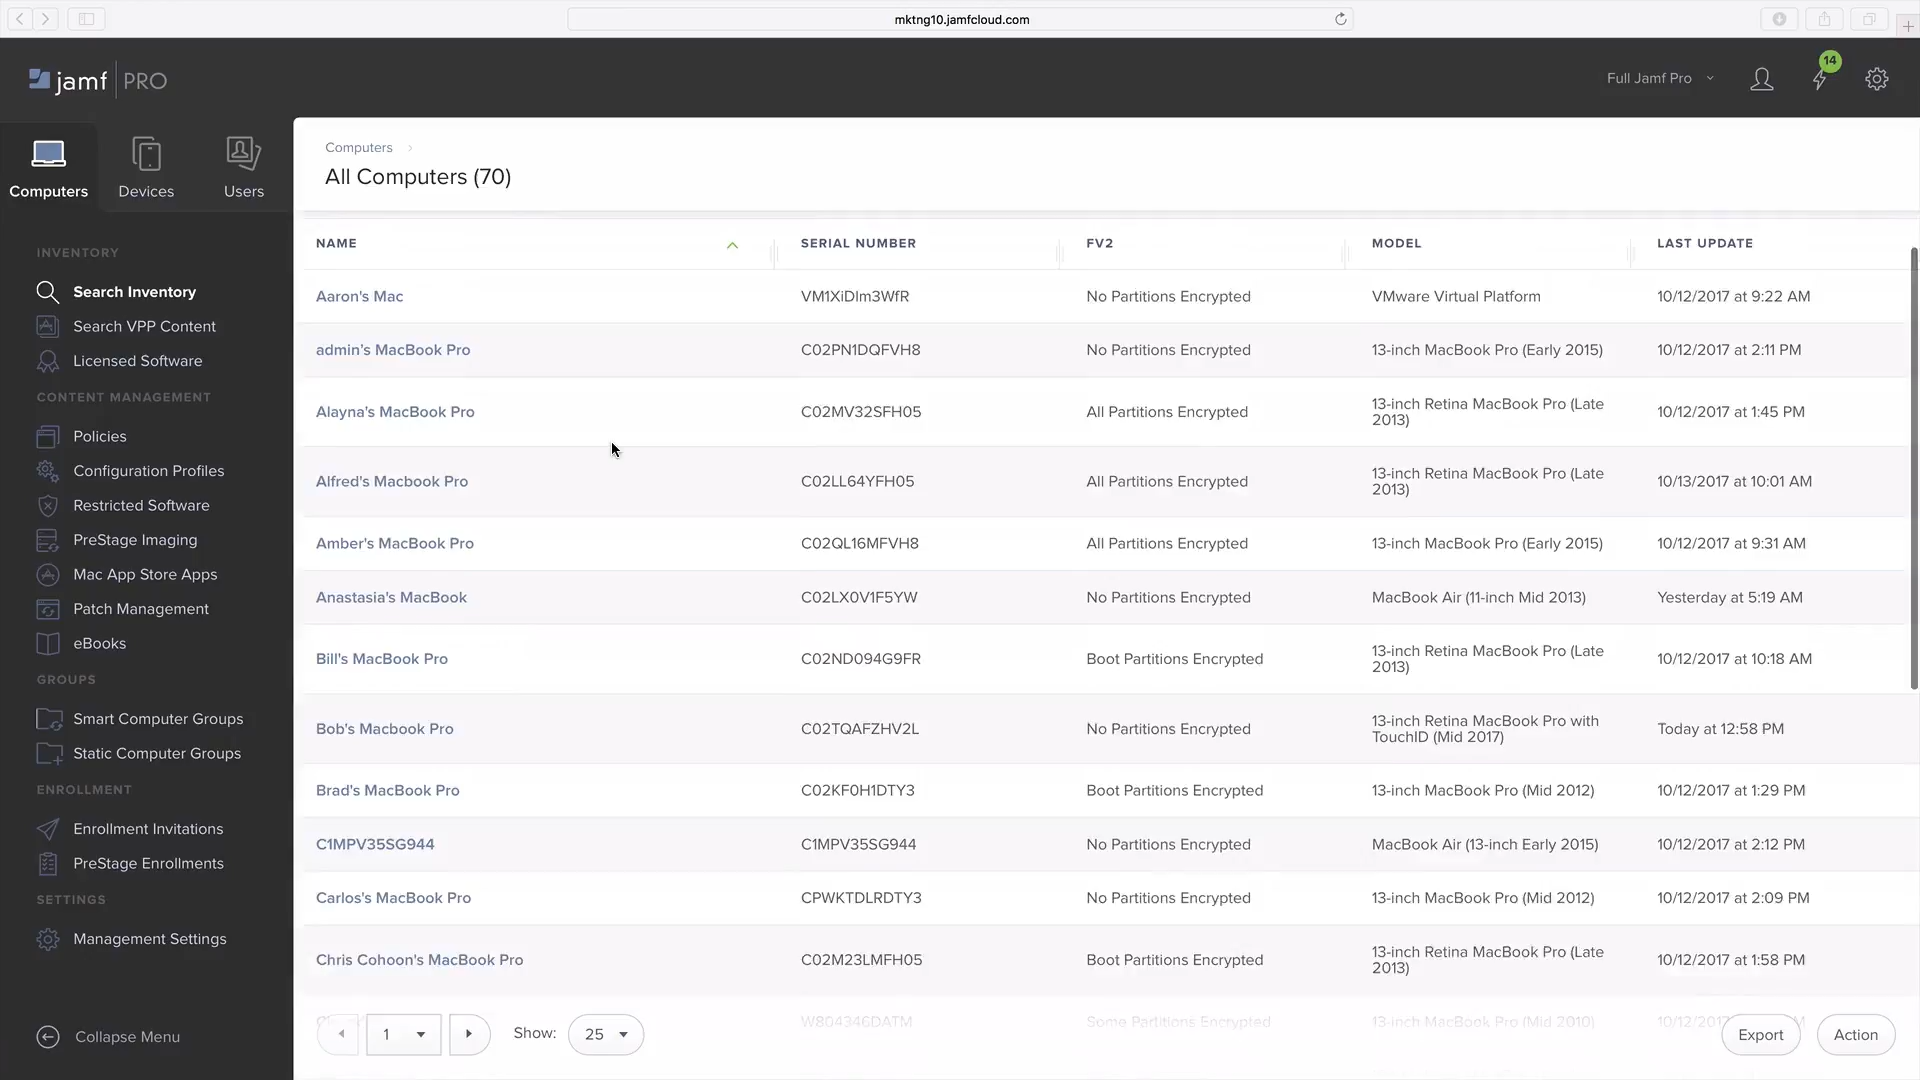 mktng10.jamfcloud.com
jamf PRO
Full Jamf Pro
14
Computers
Devices
Users
Computers
All Computers (70)
INVENTORY
Search Inventory
Search VPP Content
Licensed Software
CONTENT MANAGEMENT
Policies
Configuration Profiles
Restricted Software
PreStage Imaging
Mac App Store Apps
Patch Management
eBooks
GROUPS
Smart Computer Groups
Static Computer Groups
ENROLLMENT
Enrollment Invitations
PreStage Enrollments
SETTINGS
Management Settings
Collapse Menu
NAME SERIAL NUMBER FV2 MODEL LAST UPDATE
Aaron's Mac VM1XiDIm3WfR No Partitions Encrypted VMware Virtual Platform 10/12/2017 at 9:22 AM
admin's MacBook Pro C02PN1DQFVH8 No Partitions Encrypted 13-inch MacBook Pro (Early 2015) 10/12/2017 at 2:11 PM
Alayna's MacBook Pro C02MV32SFH05 All Partitions Encrypted 13-inch Retina MacBook Pro (Late
2013) 10/12/2017 at 1:45 PM
Alfred's Macbook Pro C02LL64YFH05 All Partitions Encrypted 13-inch Retina MacBook Pro (Late
2013) 10/13/2017 at 10:01 AM
Amber's MacBook Pro C02QL16MFVH8 All Partitions Encrypted 13-inch MacBook Pro (Early 2015) 10/12/2017 at 9:31 AM
Anastasia's MacBook C02LX0V1F5YW No Partitions Encrypted MacBook Air (11-inch Mid 2013) Yesterday at 5:19 AM
Bill's MacBook Pro C02ND094G9FR Boot Partitions Encrypted 13-inch Retina MacBook Pro (Late
2013) 10/12/2017 at 10:18 AM
Bob's Macbook Pro C02TQAFZHV2L No Partitions Encrypted 13-inch Retina MacBook Pro with
TouchID (Mid 2017) Today at 12:58 PM
Brad's MacBook Pro C02KF0H1DTY3 Boot Partitions Encrypted 13-inch MacBook Pro (Mid 2012) 10/12/2017 at 1:29 PM
C1MPV35SG944 C1MPV35SG944 No Partitions Encrypted MacBook Air (13-inch Early 2015) 10/12/2017 at 2:12 PM
Carlos's MacBook Pro CPWKTDLRDTY3 No Partitions Encrypted 13-inch MacBook Pro (Mid 2012) 10/12/2017 at 2:09 PM
Chris Cohoon's MacBook Pro C02M23LMFH05 Boot Partitions Encrypted 13-inch Retina MacBook Pro (Late
2013) 10/12/2017 at 1:58 PM
W804346DATM Some Partitions Encrypted 13-inch MacBook Pro (Mid 2010)
1 Show: 25 Export Action